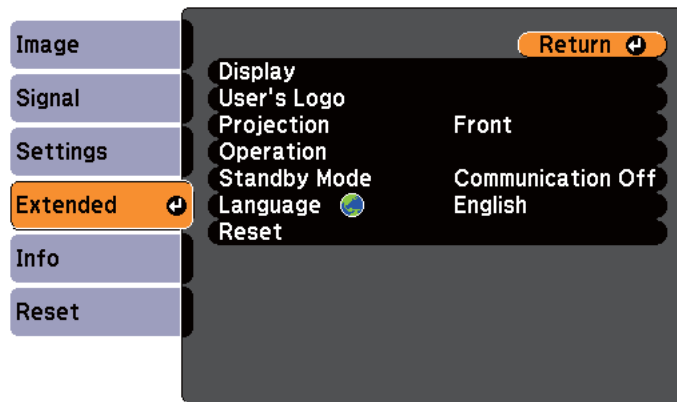 Image
Signal
Settings
Extended
Info
Reset
Return
Display
User's Logo
Projection Front
Operation
Standby Mode Communication Off
Language English
Reset